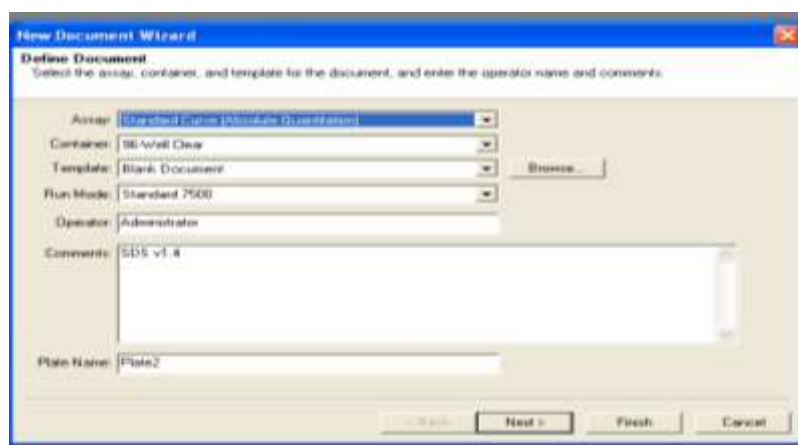 New Document Wizard
Define Document
Select the assay, container, and template for the document, and enter the operator name and comments.
Assay: Standard Curve (Absolute Quantitation)
Container: 96-Well Clear
Template: Blank Document
Browse...
Run Mode: Standard 7500
Operator: Administrator
Comments: SDS v1.4
Plate Name: Plate2
< Back
Next >
Finish
Cancel